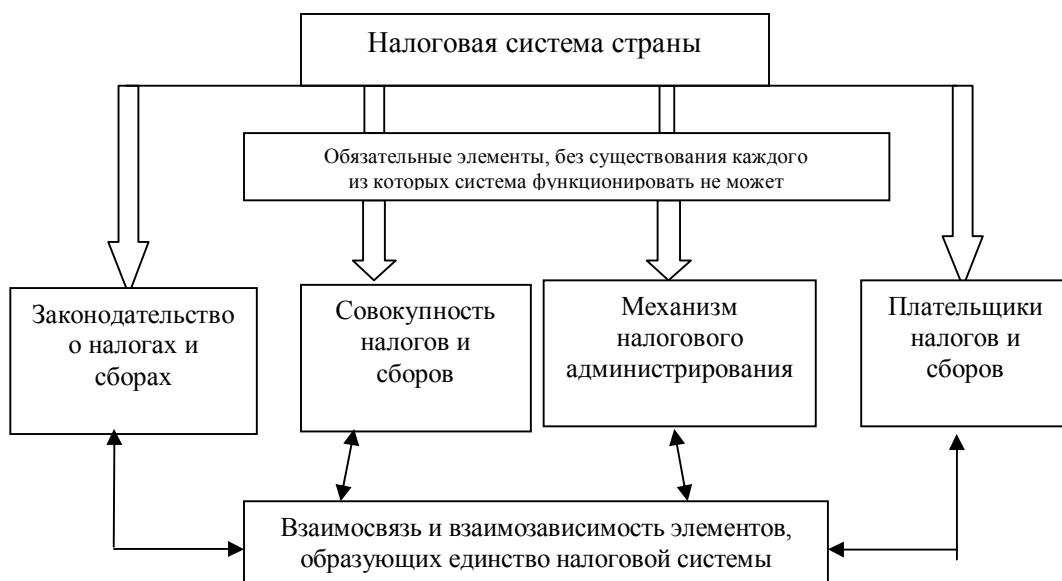 Налоговая система страны
Обязательные элементы, без существования каждого
из которых система функционировать не может
Законодательство
о налогах и
сборах
Совокупность
налогов и
сборов
Механизм
налогового
администрирования
Плательщики
налогов и
сборов
Взаимосвязь и взаимозависимость элементов,
образующих единство налоговой системы